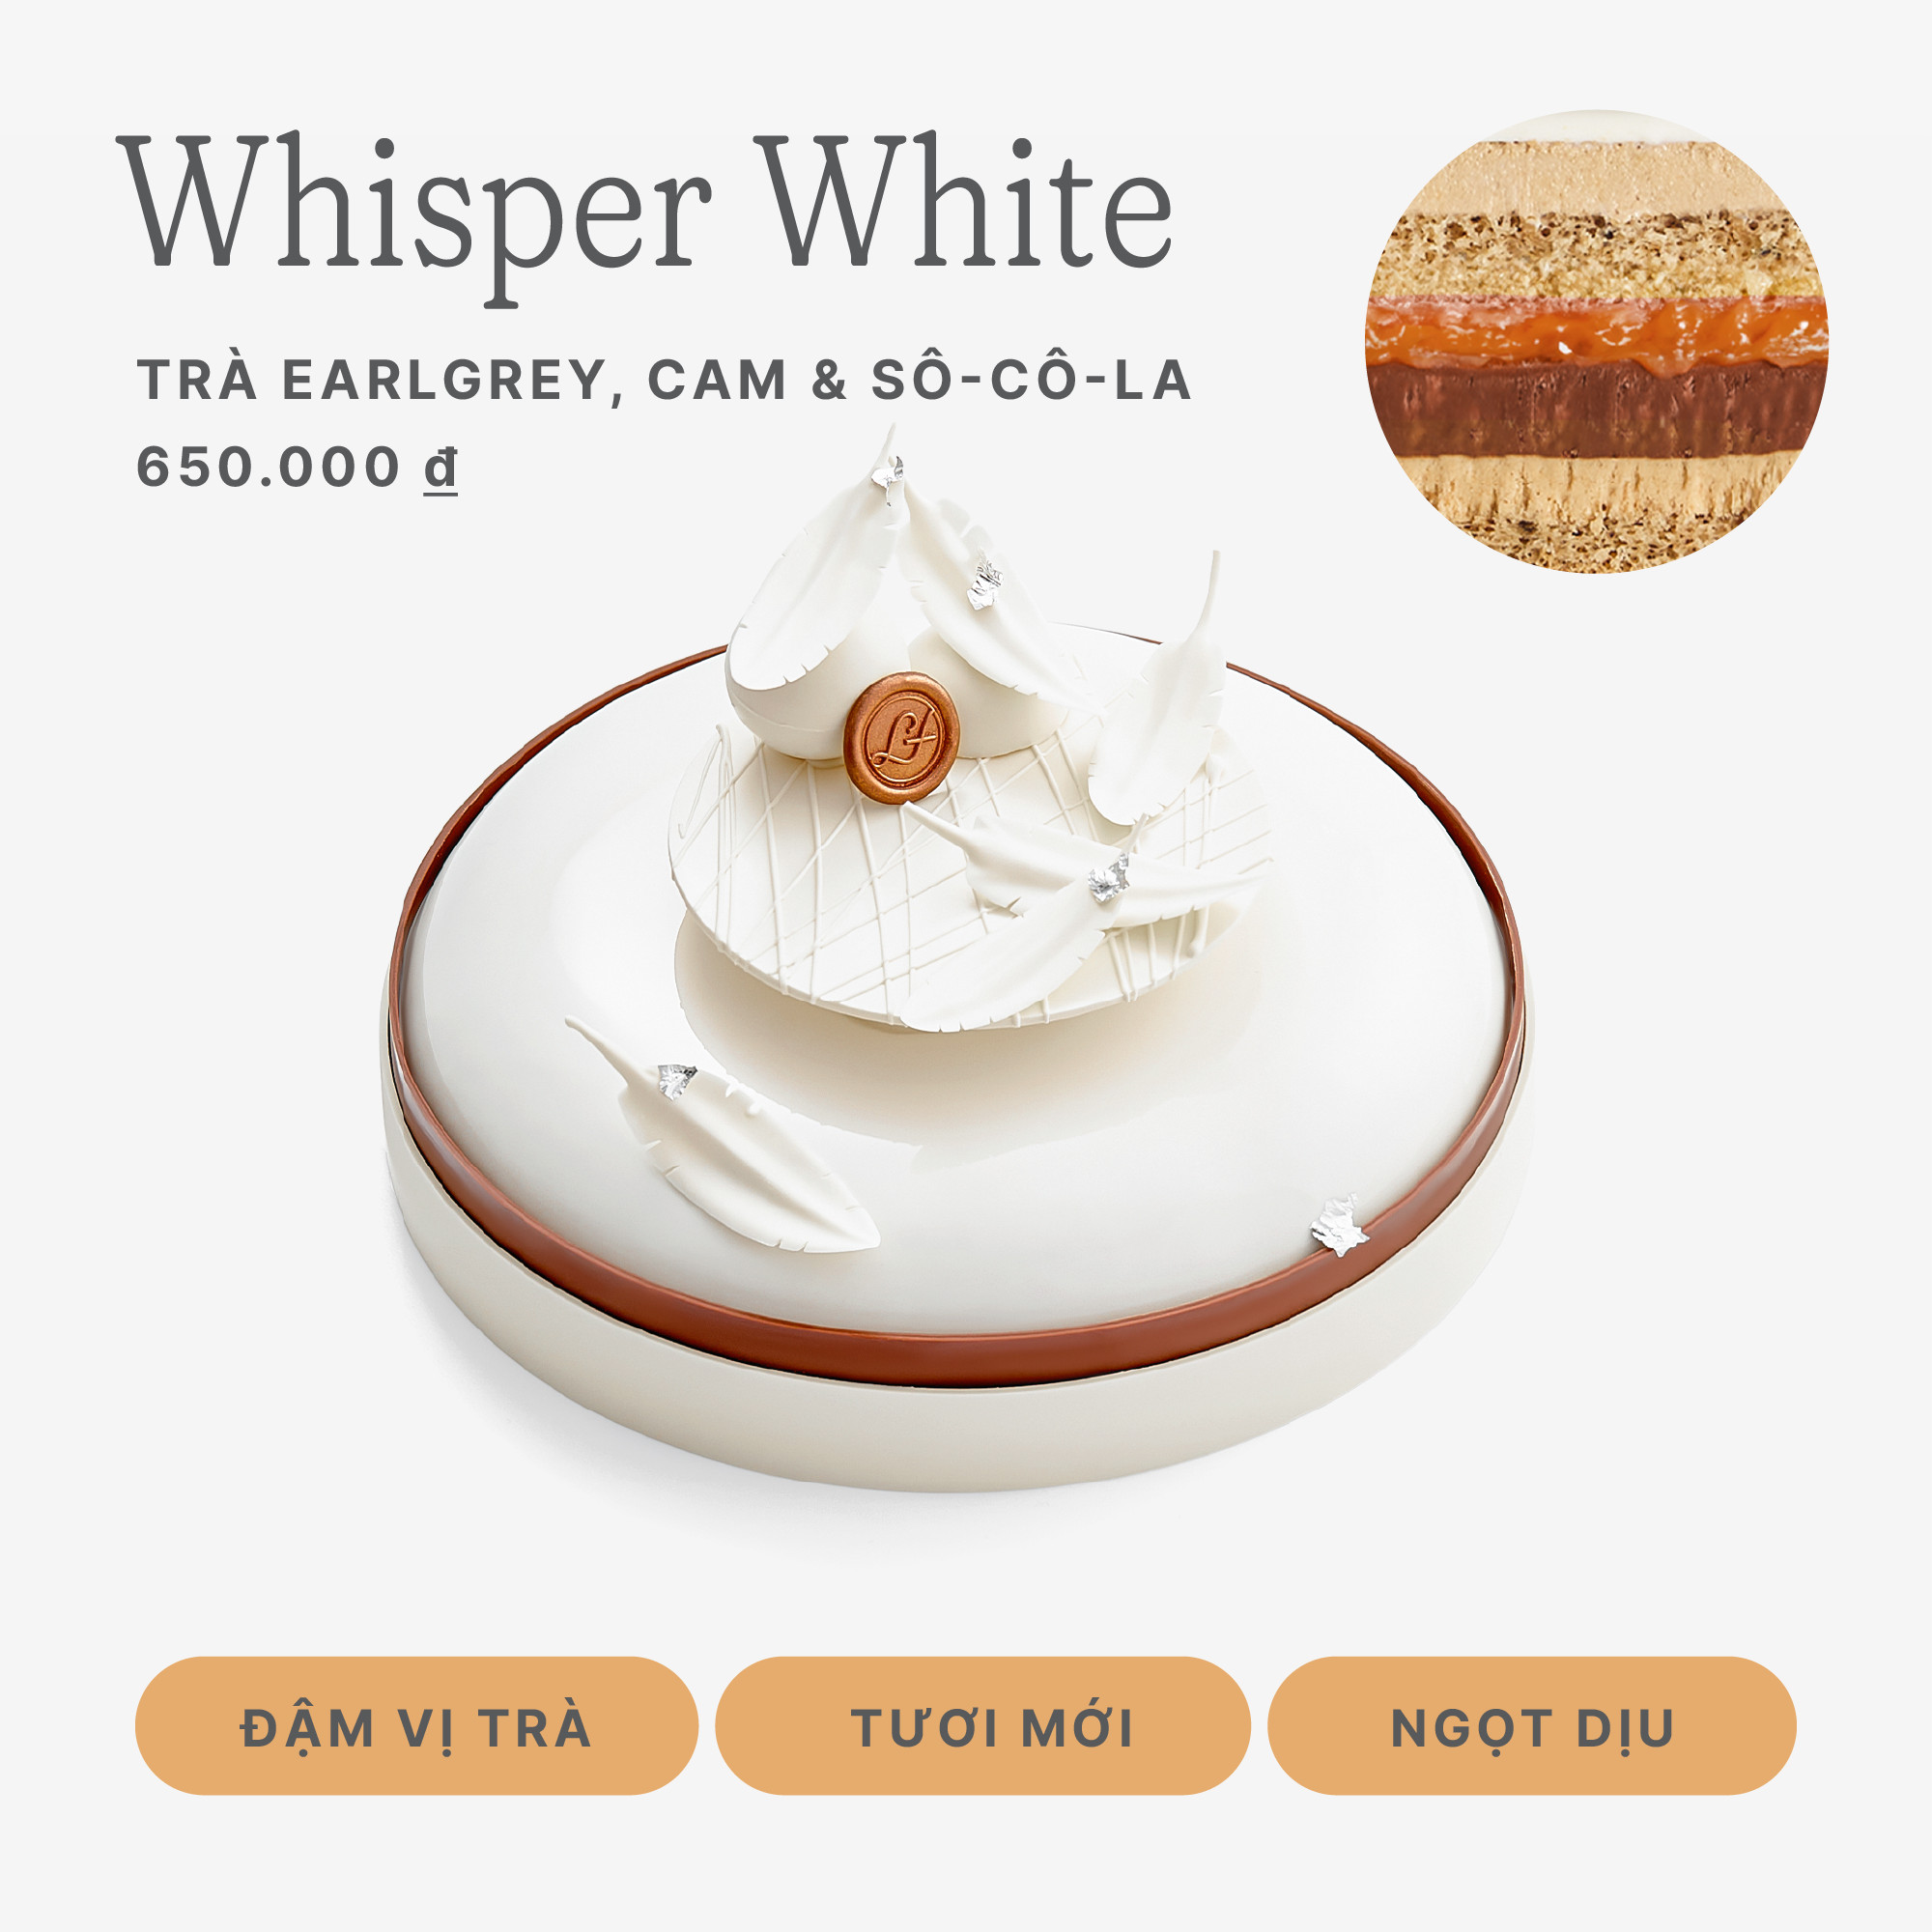 Whisper White
TRÀ EARLGREY, CAM & SÔ-CÔ-LA
650.000 đ
ĐẬM VỊ TRÀ
TƯƠI MỚI
NGỌT DỊU